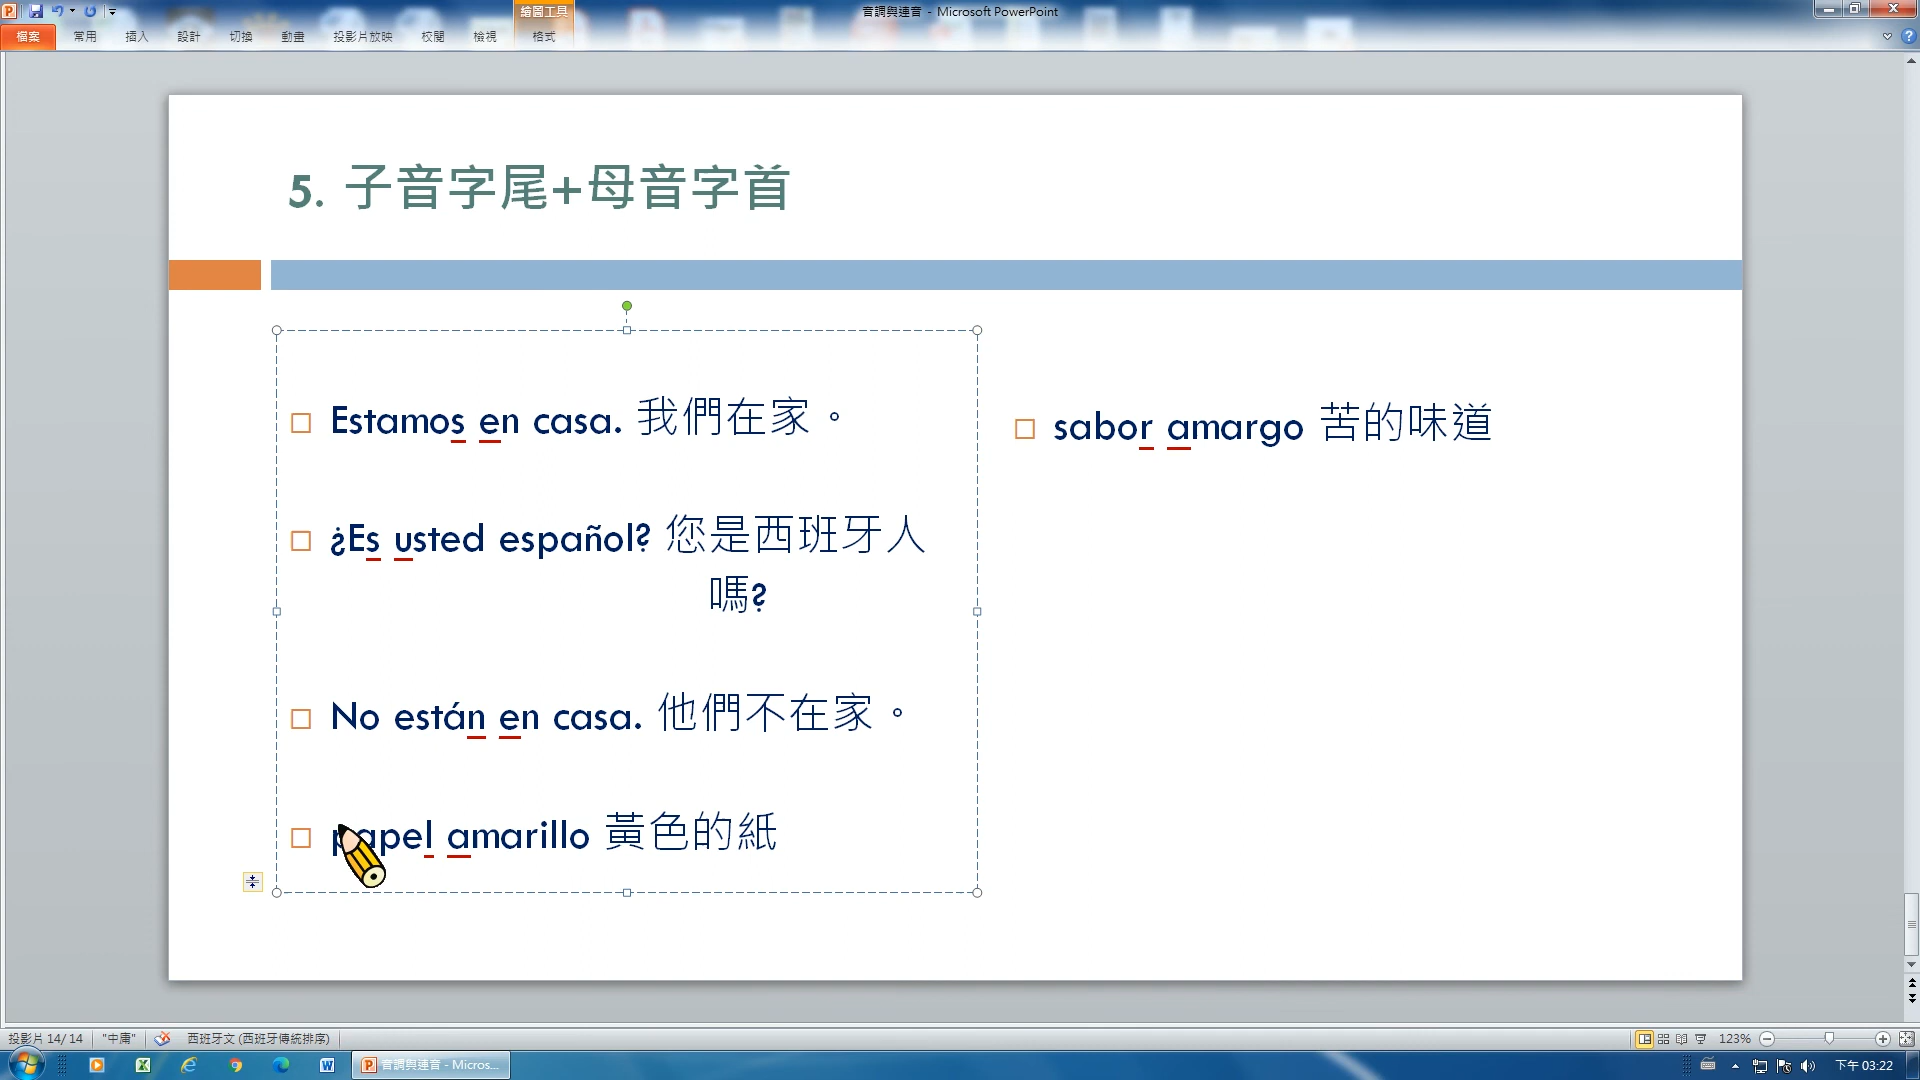 繪圖工具
音調與連音 - Microsoft PowerPoint
檔案 常用 插入 設計 切換 動畫 投影片放映 校閱 檢視 格式
5. 子音字尾+母音字首
Estamos en casa. 我們在家。
¿Es usted español? 您是西班牙人
嗎?
No están en casa. 他們不在家。
papel amarillo 黃色的紙
sabor amargo 苦的味道
投影片 14/14 "中庸" 西班牙文 (西班牙傳統排序) 123%
音調與連音 - Micros... 下午 03:22